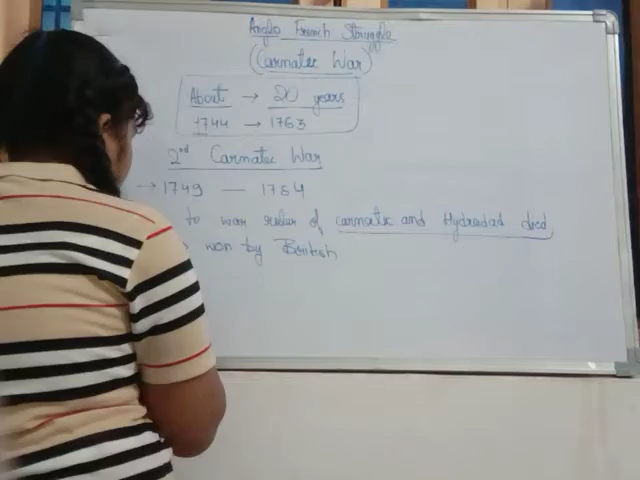 Anglo French Struggle
(Carnatic War)
About → 20 years
1744 → 1763
2nd Carnatic War
→ 1749 — 1754
to war ruler of carnatic and Hydradad died
won by British